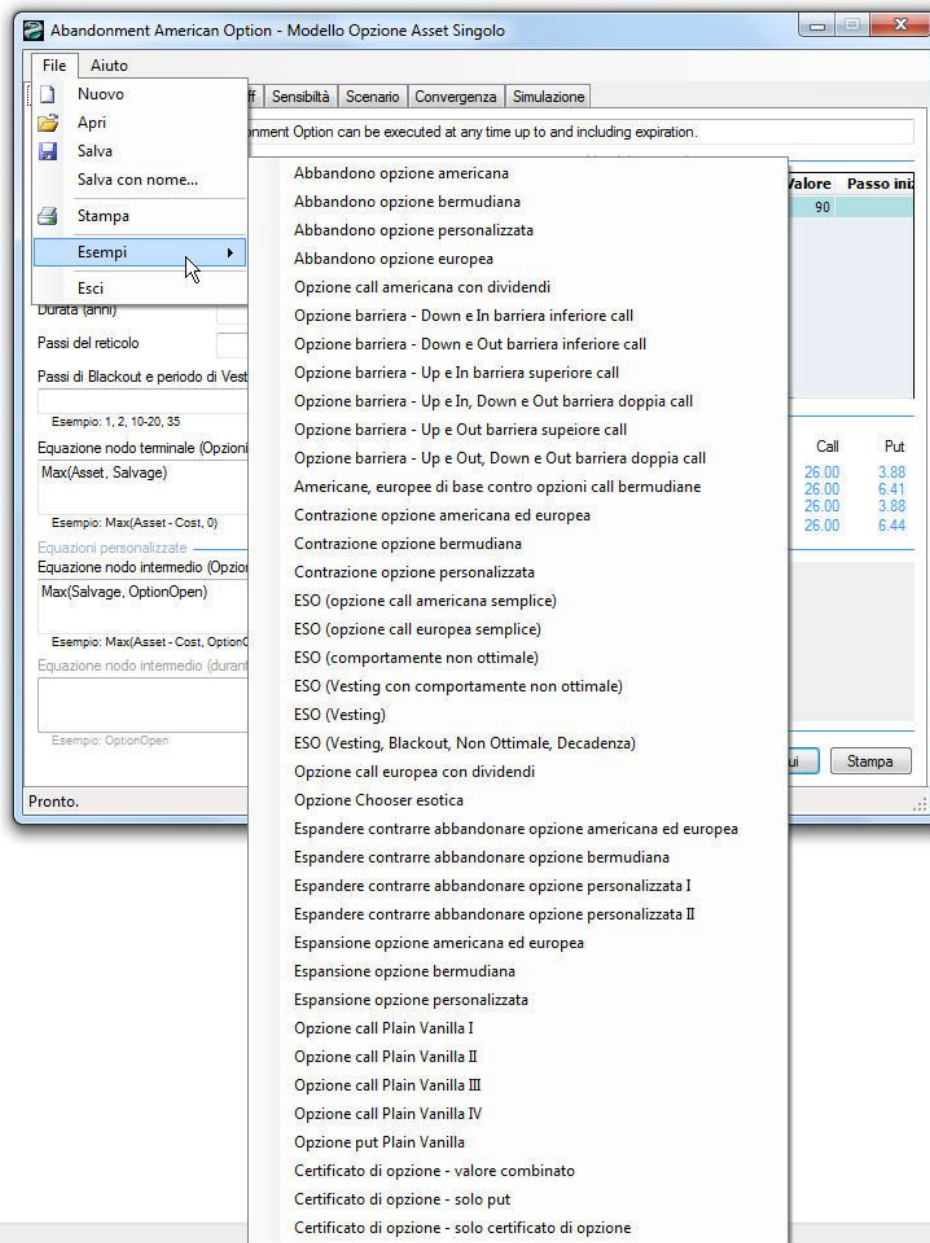 Abandonment American Option - Modello Opzione Asset Singolo
File Aiuto
Nuovo
Apri
Salva
Salva con nome...
Stampa
Esempi
Esci
Sensibiltà Scenario Convergenza Simulazione
Option can be executed at any time up to and including expiration.
Valore Passo iniz
90
Durata (anni)
Passi del reticolo
Passi di Blackout e periodo di Vest
Esempio: 1, 2, 10-20, 35
Equazione nodo terminale (Opzioni
Max(Asset, Salvage)
Esempio: Max(Asset - Cost, 0)
Equazioni personalizzate
Equazione nodo intermedio (Opzion
Max(Salvage, OptionOpen)
Esempio: Max(Asset - Cost, OptionO
Equazione nodo intermedio (durant
Esempio: OptionOpen
Pronto.
Abbandono opzione americana
Abbandono opzione bermudiana
Abbandono opzione personalizzata
Abbandono opzione europea
Opzione call americana con dividendi
Opzione barriera - Down e In barriera inferiore call
Opzione barriera - Down e Out barriera inferiore call
Opzione barriera - Up e In barriera superiore call
Opzione barriera - Up e In, Down e Out barriera doppia call
Opzione barriera - Up e Out barriera supeiore call
Opzione barriera - Up e Out, Down e Out barriera doppia call
Americane, europee di base contro opzioni call bermudiane
Contrazione opzione americana ed europea
Contrazione opzione bermudiana
Contrazione opzione personalizzata
ESO (opzione call americana semplice)
ESO (opzione call europea semplice)
ESO (comportamente non ottimale)
ESO (Vesting con comportamente non ottimale)
ESO (Vesting)
ESO (Vesting, Blackout, Non Ottimale, Decadenza)
Opzione call europea con dividendi
Opzione Chooser esotica
Espandere contrarre abbandonare opzione americana ed europea
Espandere contrarre abbandonare opzione bermudiana
Espandere contrarre abbandonare opzione personalizzata I
Espandere contrarre abbandonare opzione personalizzata II
Espansione opzione americana ed europea
Espansione opzione bermudiana
Espansione opzione personalizzata
Opzione call Plain Vanilla I
Opzione call Plain Vanilla II
Opzione call Plain Vanilla III
Opzione call Plain Vanilla IV
Opzione put Plain Vanilla
Certificato di opzione - valore combinato
Certificato di opzione - solo put
Certificato di opzione - solo certificato di opzione
Call Put
26.00 3.88
26.00 6.41
26.00 3.88
26.00 6.44
ui Stampa